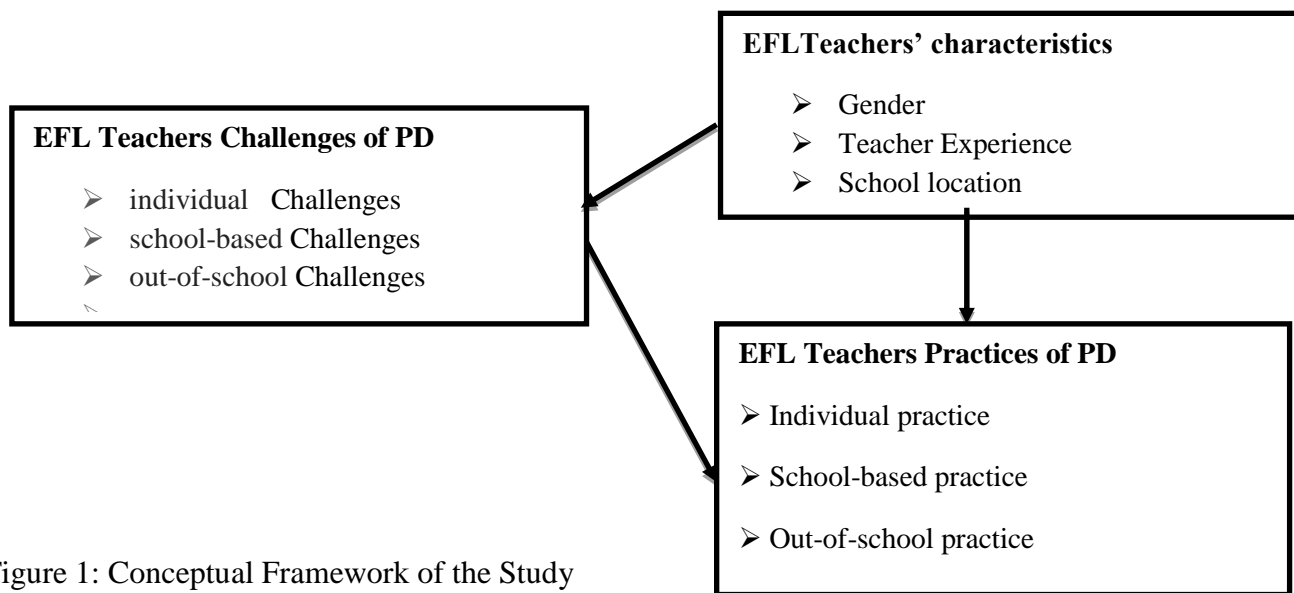 EFLTeachers’ characteristics
➢ Gender
➢ Teacher Experience
➢ School location
EFL Teachers Challenges of PD
➢ individual Challenges
➢ school-based Challenges
➢ out-of-school Challenges
EFL Teachers Practices of PD
➢ Individual practice
➢ School-based practice
➢ Out-of-school practice
igure 1: Conceptual Framework of the Study